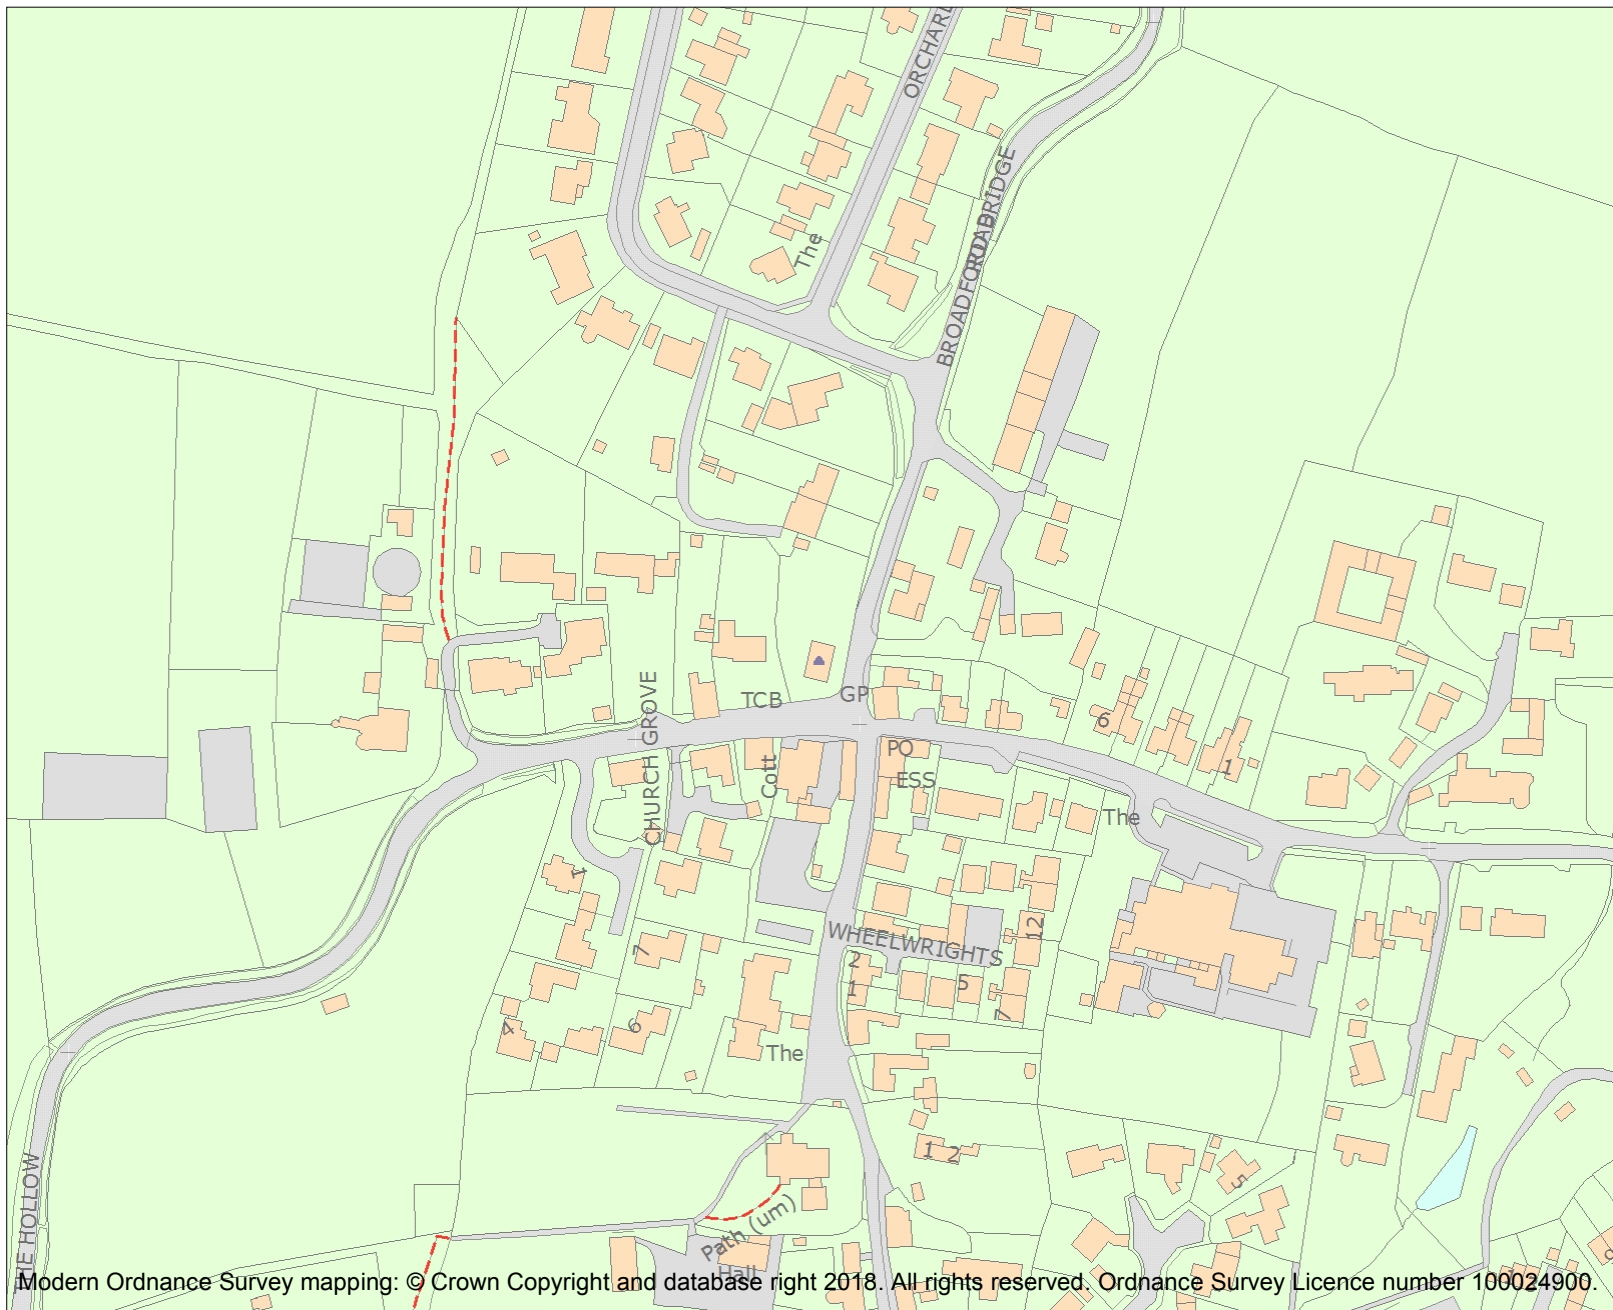 ORCHARD
BROADBRIDGE
BROADFORD
The
CHURCH GROVE
TCB
GP
PO
ESS
Cott
6
1
The
1
7
12
WHEELWRIGHTS
2
1
5
7
4
6
The
1 2
5
THE HOLLOW
Path (um)
Hall
Modern Ordnance Survey mapping: © Crown Copyright and database right 2018. All rights reserved. Ordnance Survey Licence number 100024900.